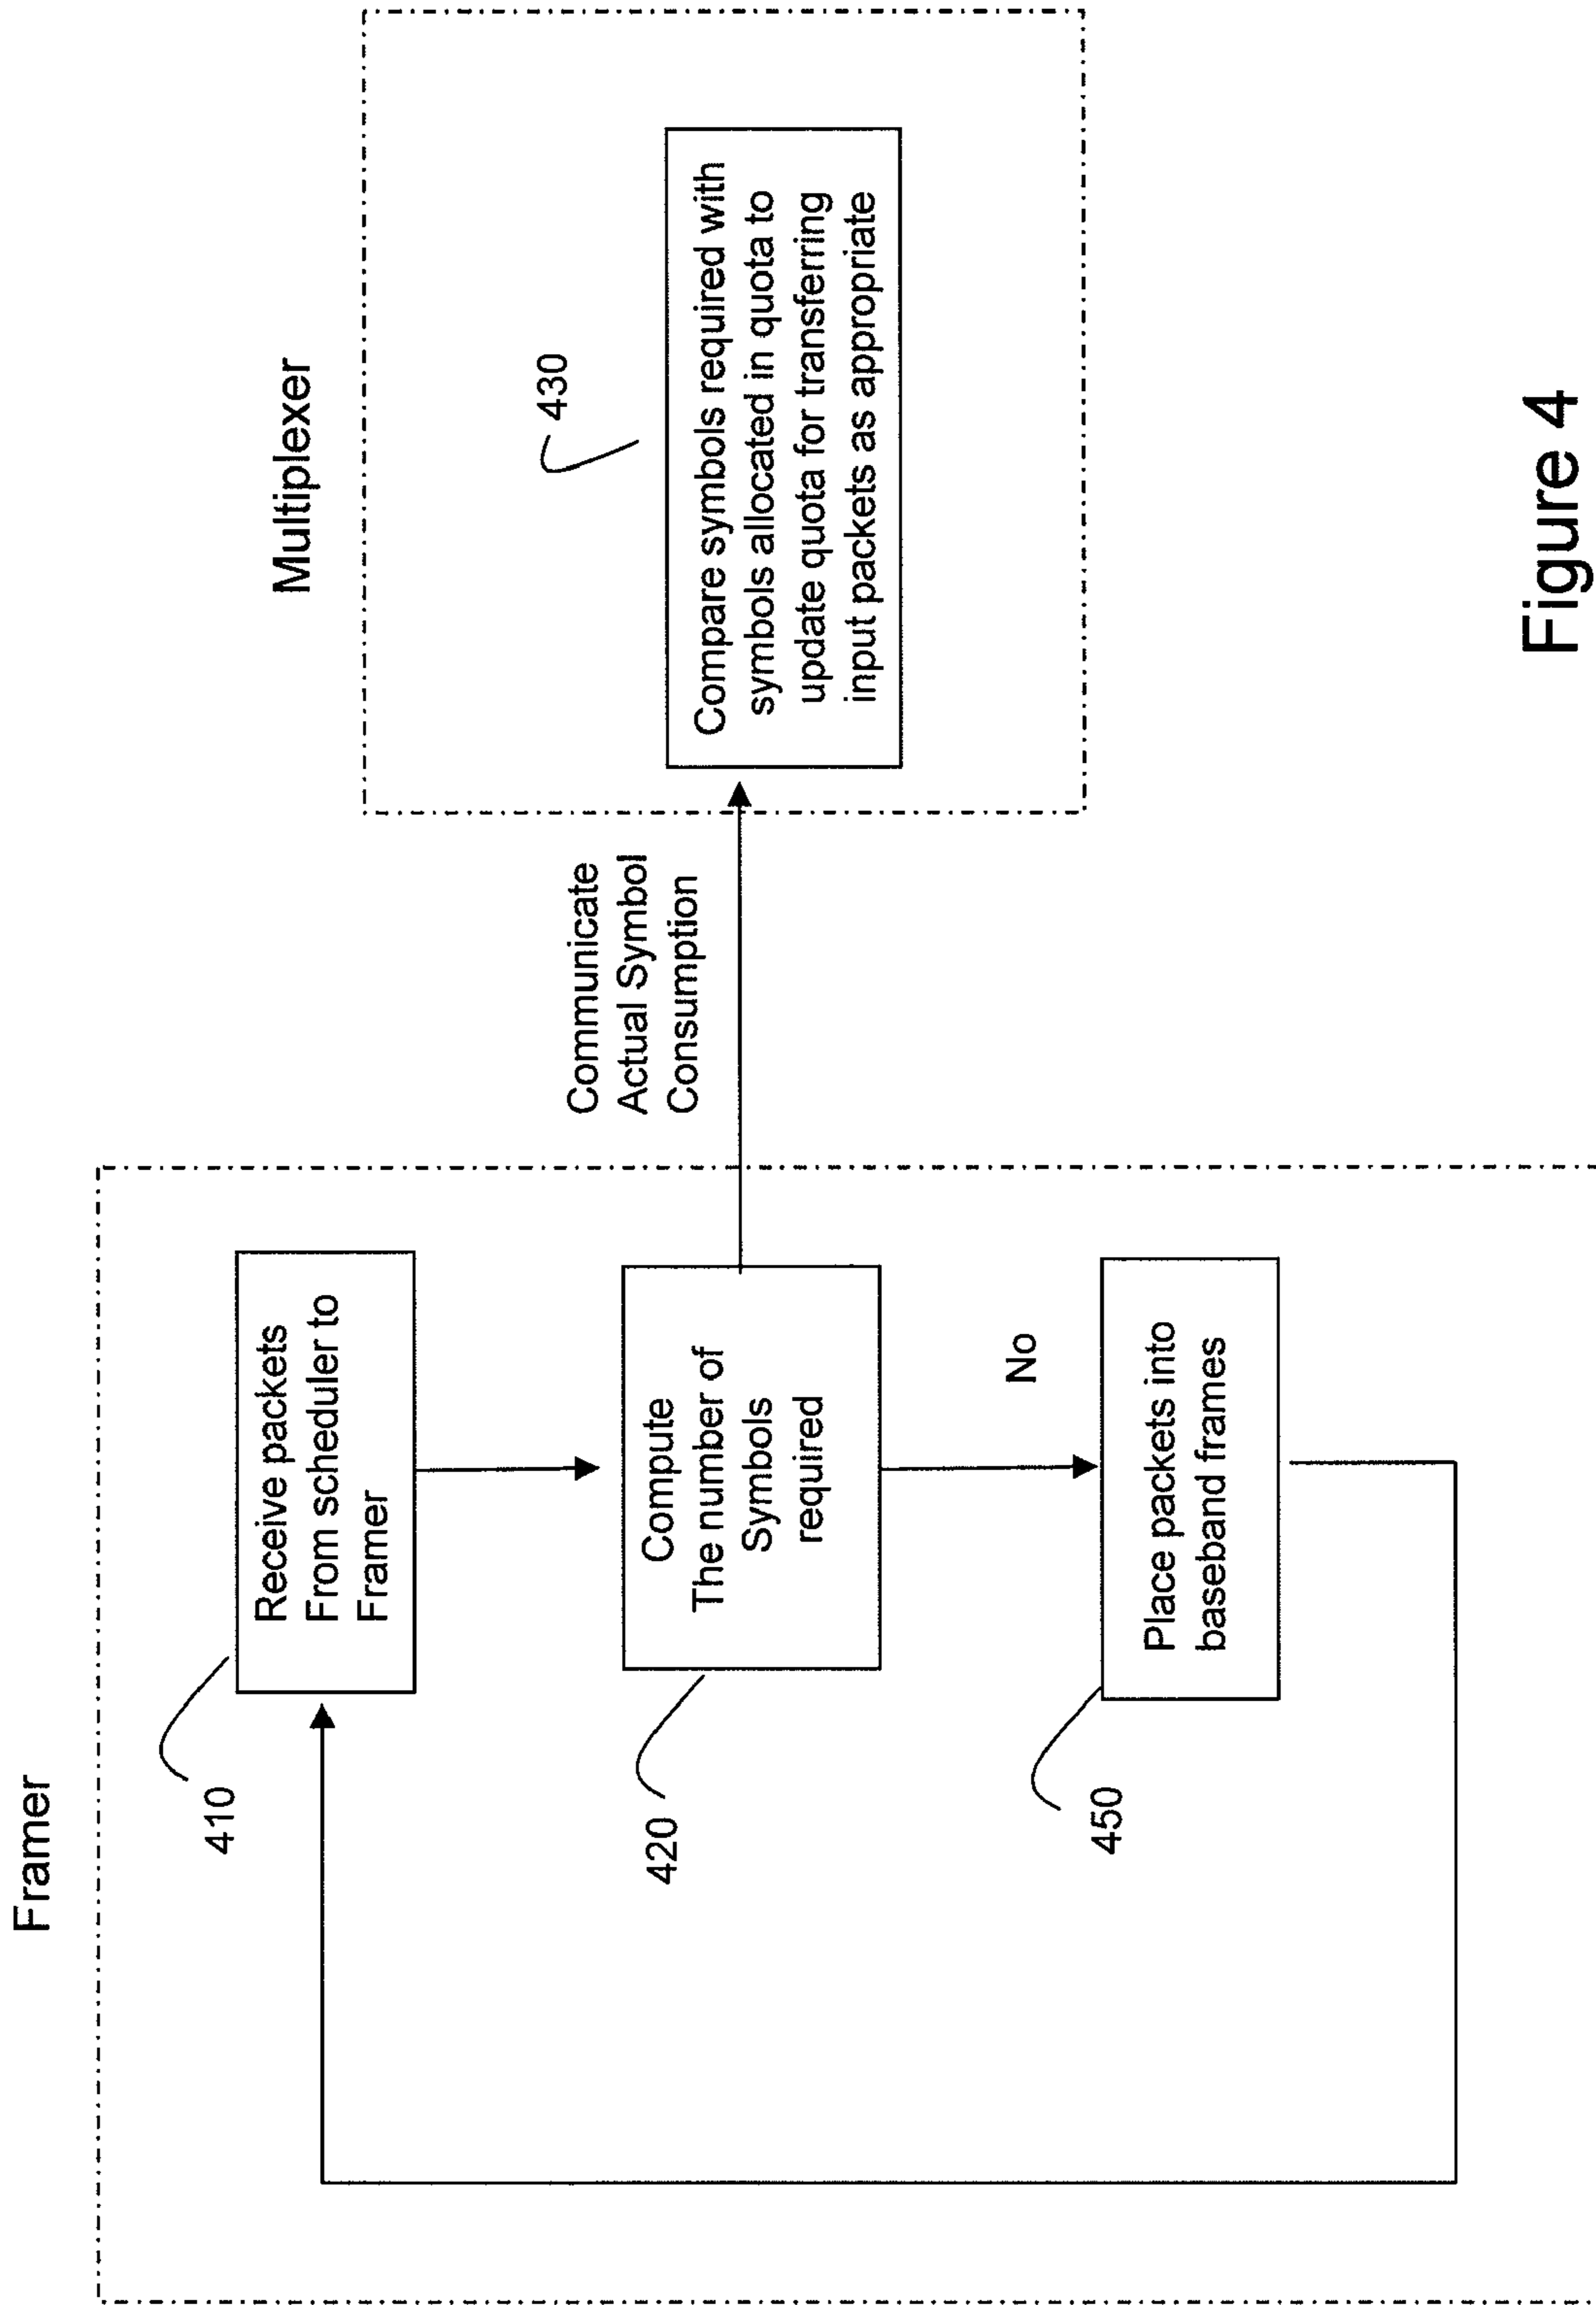 Framer
410
Receive packets
From scheduler to
Framer
420
Compute
The number of
Symbols
required
No
450
Place packets into
baseband frames
Communicate
Actual Symbol
Consumption
Multiplexer
430
Compare symbols required with
symbols allocated in quota to
update quota for transferring
input packets as appropriate
Figure 4